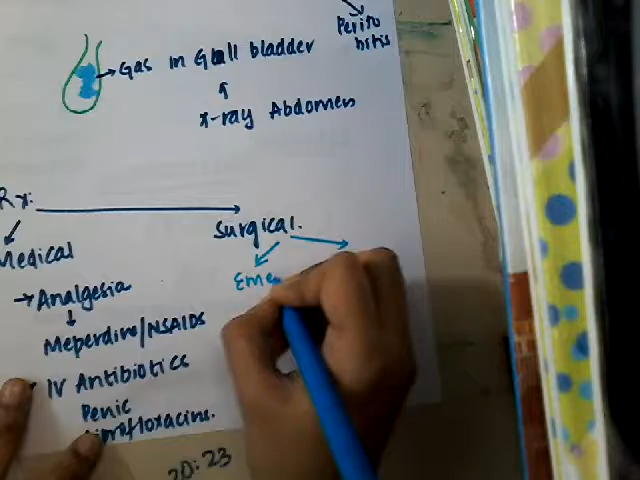 Perito
nitis
Gas in Gall bladder
x-ray Abdomen
Rx:
Surgical.
Medical
Eme
Analgesia
Meperdine/NSAIDS
IV Antibiotics
Penic
20:23